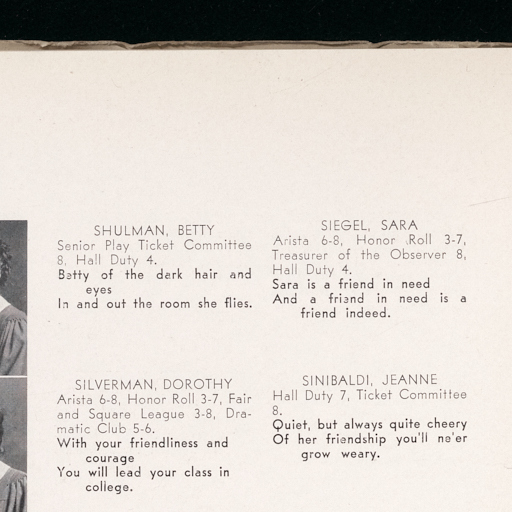 SHULMAN, BETTY
Senior Play Ticket Committee
8, Hall Duty 4.
Betty of the dark hair and
eyes
In and out the room she flies.
SIEGEL, SARA
Arista 6-8, Honor Roll 3-7,
Treasurer of the Observer 8,
Hall Duty 4.
Sara is a friend in need
And a friend in need is a
friend indeed.
SILVERMAN, DOROTHY
Arista 6-8, Honor Roll 3-7, Fair
and Square League 3-8, Dra-
matic Club 5-6.
With your friendliness and
courage
You will lead your class in
college.
SINIBALDI, JEANNE
Hall Duty 7, Ticket Committee
8.
Quiet, but always quite cheery
Of her friendship you'll ne'er
grow weary.